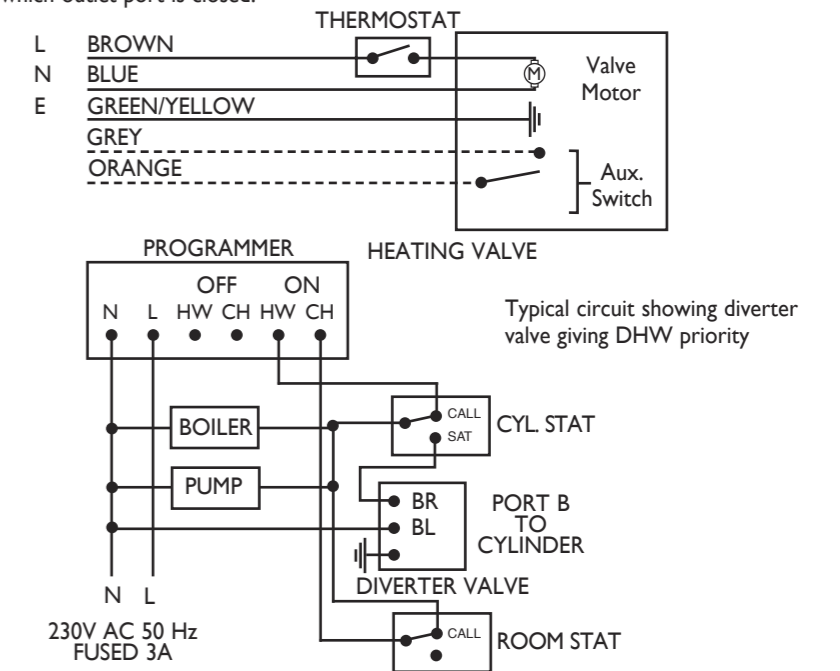 which outlet port is closed.
THERMOSTAT
L BROWN
N BLUE
E GREEN/YELLOW
GREY
ORANGE
M
Valve
Motor
Aux.
Switch
HEATING VALVE
PROGRAMMER
OFF ON
N L HW CH HW CH
Typical circuit showing diverter
valve giving DHW priority
BOILER
PUMP
CALL
SAT
CYL. STAT
BR
BL
PORT B
TO
CYLINDER
DIVERTER VALVE
N L
230V AC 50 Hz
FUSED 3A
CALL
ROOM STAT